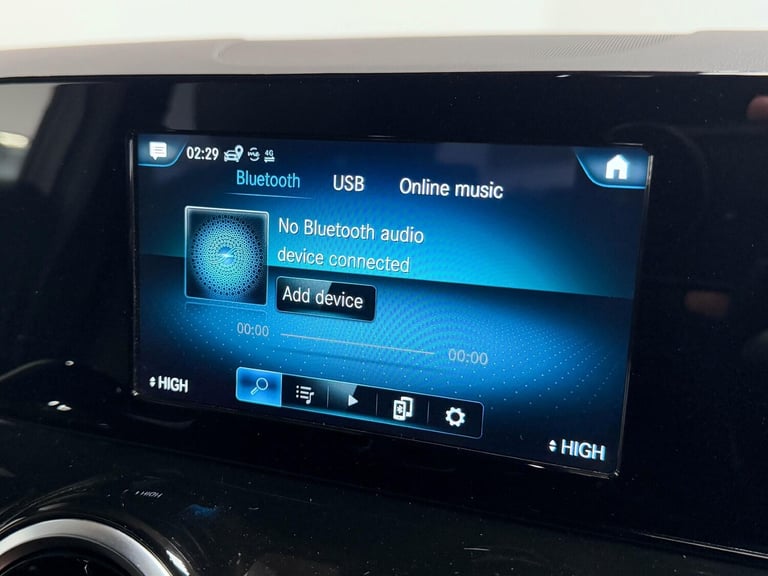 02:29 4G
Bluetooth USB Online music
No Bluetooth audio
device connected
Add device
00:00 00:00
HIGH HIGH
HIGH